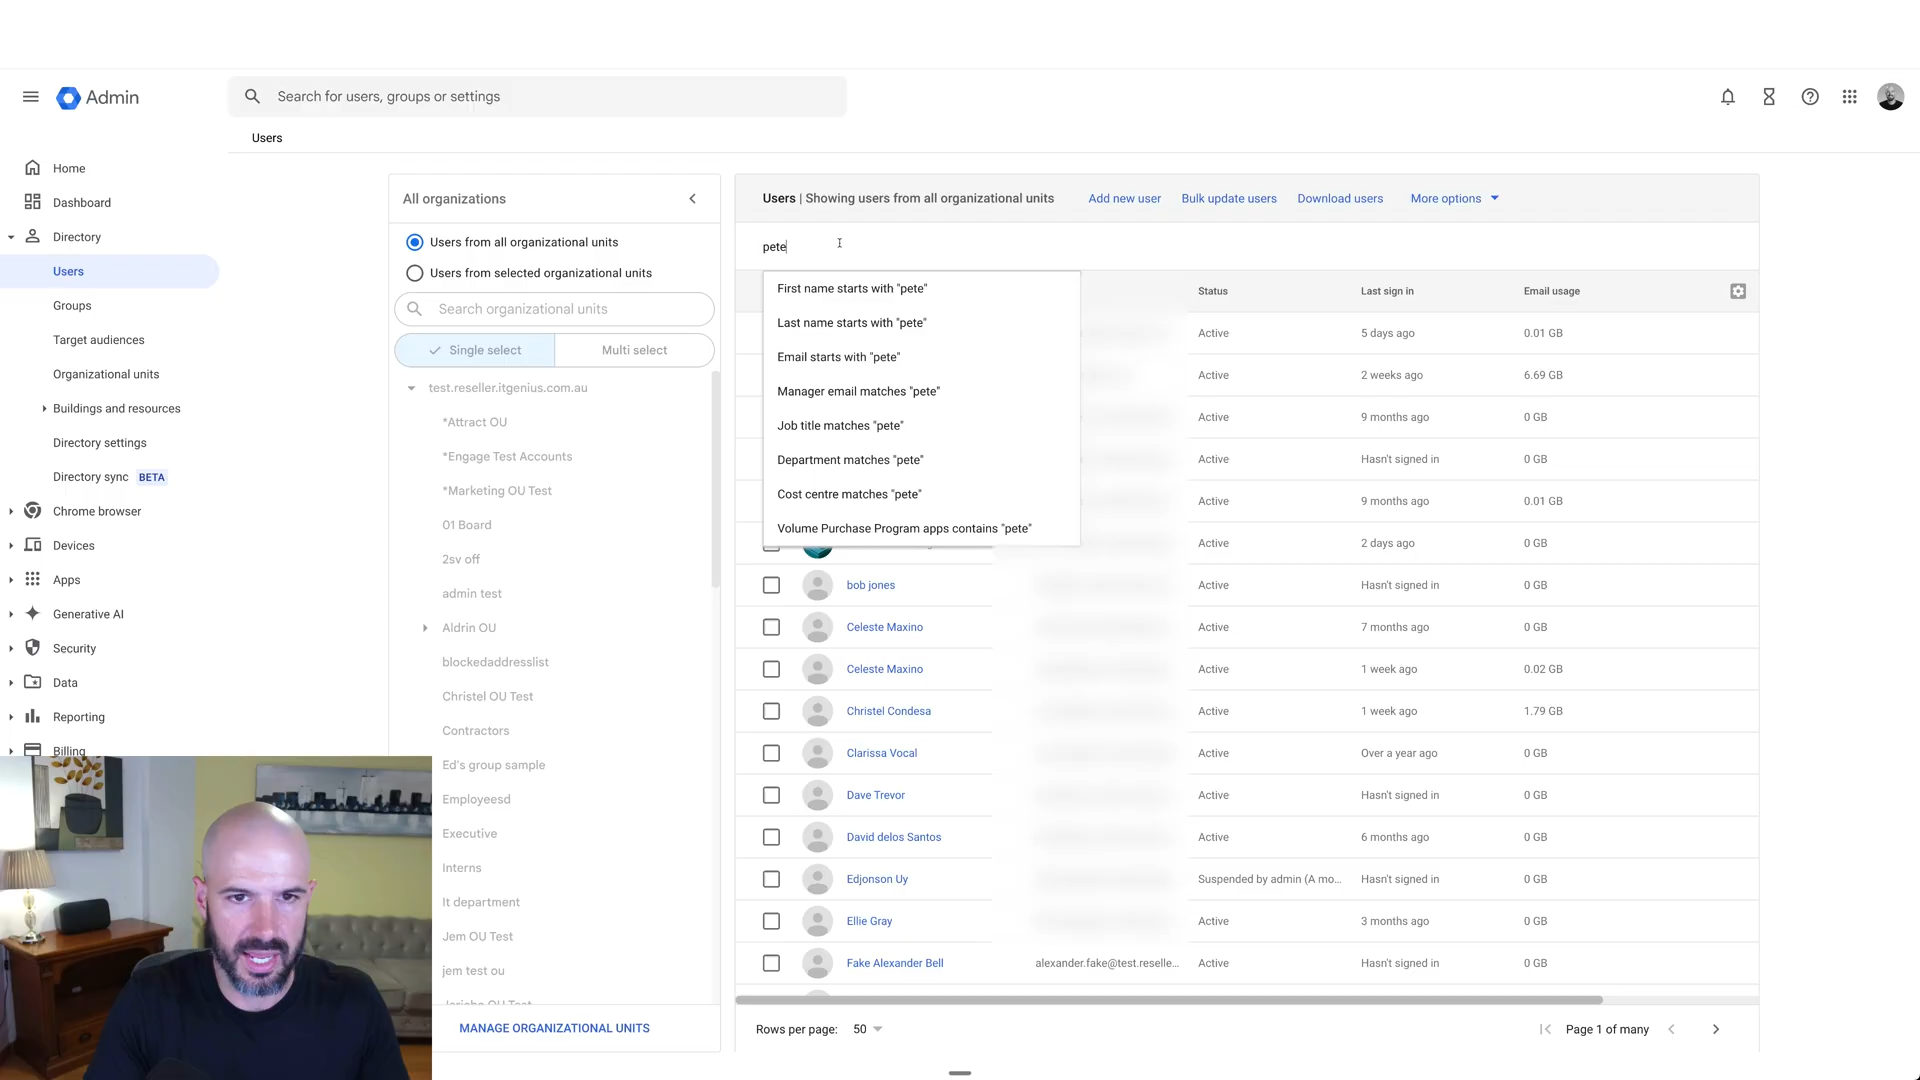 Admin
Search for users, groups or settings
Users
Home
Dashboard
Directory
Users
Groups
Target audiences
Organizational units
Buildings and resources
Directory settings
Directory sync BETA
Chrome browser
Devices
Apps
Generative AI
Security
Data
Reporting
Billing
All organizations
Users from all organizational units
Users from selected organizational units
Search organizational units
Single select
Multi select
test.reseller.itgenius.com.au
*Attract OU
*Engage Test Accounts
*Marketing OU Test
01 Board
2sv off
admin test
Aldrin OU
blockedaddresslist
Christel OU Test
Contractors
Ed's group sample
Employeesd
Executive
Interns
It department
Jem OU Test
jem test ou
Jericho OU Test
MANAGE ORGANIZATIONAL UNITS
Users | Showing users from all organizational units
Add new user
Bulk update users
Download users
More options
pete
First name starts with "pete"
Last name starts with "pete"
Email starts with "pete"
Manager email matches "pete"
Job title matches "pete"
Department matches "pete"
Cost centre matches "pete"
Volume Purchase Program apps contains "pete"
Status Last sign in Email usage
Active 5 days ago 0.01 GB
Active 2 weeks ago 6.69 GB
Active 9 months ago 0 GB
Active Hasn't signed in 0 GB
Active 9 months ago 0.01 GB
Active 2 days ago 0 GB
bob jones Active Hasn't signed in 0 GB
Celeste Maxino Active 7 months ago 0 GB
Celeste Maxino Active 1 week ago 0.02 GB
Christel Condesa Active 1 week ago 1.79 GB
Clarissa Vocal Active Over a year ago 0 GB
Dave Trevor Active Hasn't signed in 0 GB
David delos Santos Active 6 months ago 0 GB
Edjonson Uy Suspended by admin (A mo... Hasn't signed in 0 GB
Ellie Gray Active 3 months ago 0 GB
Fake Alexander Bell alexander.fake@test.reselle... Active Hasn't signed in 0 GB
Rows per page: 50
Page 1 of many